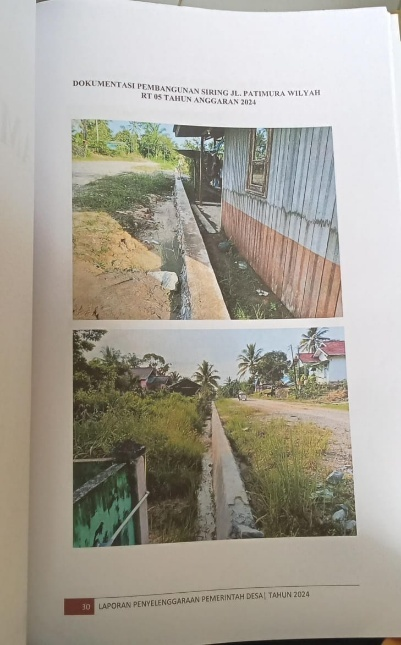 DOKUMENTASI PEMBANGUNAN SIRING JL. PATIMURA WILYAH
RT 05 TAHUN ANGGARAN 2024
30 LAPORAN PENYELENGGARAAN PEMERINTAH DESA| TAHUN 2024